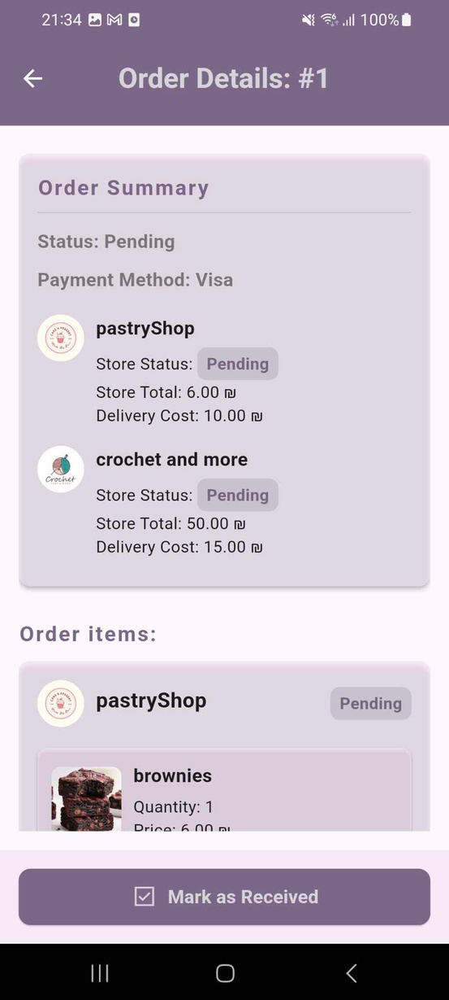 21:34
100%
Order Details: #1
Order Summary
Status: Pending
Payment Method: Visa
pastryShop
Store Status: Pending
Store Total: 6.00 ₪
Delivery Cost: 10.00 ₪
crochet and more
Crochet
Store Status: Pending
Store Total: 50.00 ₪
Delivery Cost: 15.00 ₪
Order items:
pastryShop
Pending
brownies
Quantity: 1
Price: 6.00 ₪
Mark as Received